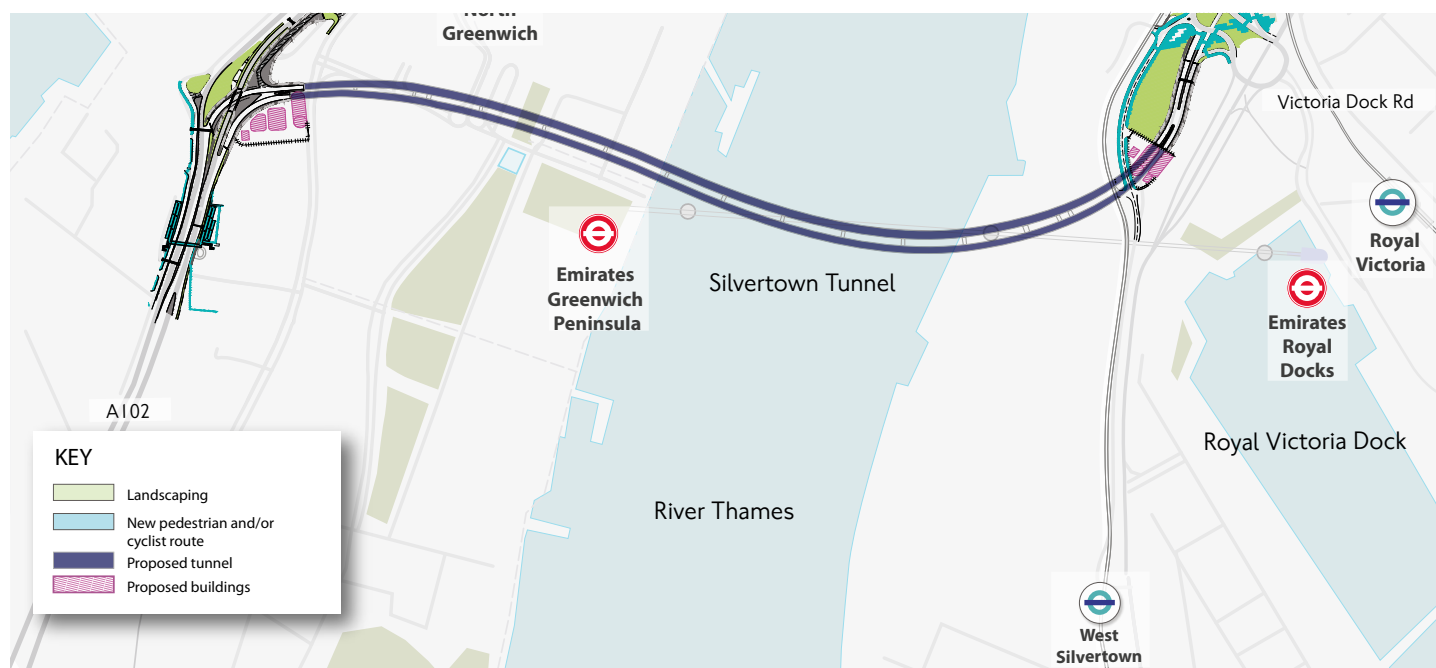 North
Greenwich
Victoria Dock Rd
Royal
Victoria
Emirates
Greenwich
Peninsula
Silvertown Tunnel
Emirates
Royal
Docks
A102
Royal Victoria Dock
KEY
Landscaping
New pedestrian and/or
cyclist route
Proposed tunnel
Proposed buildings
River Thames
West
Silvertown